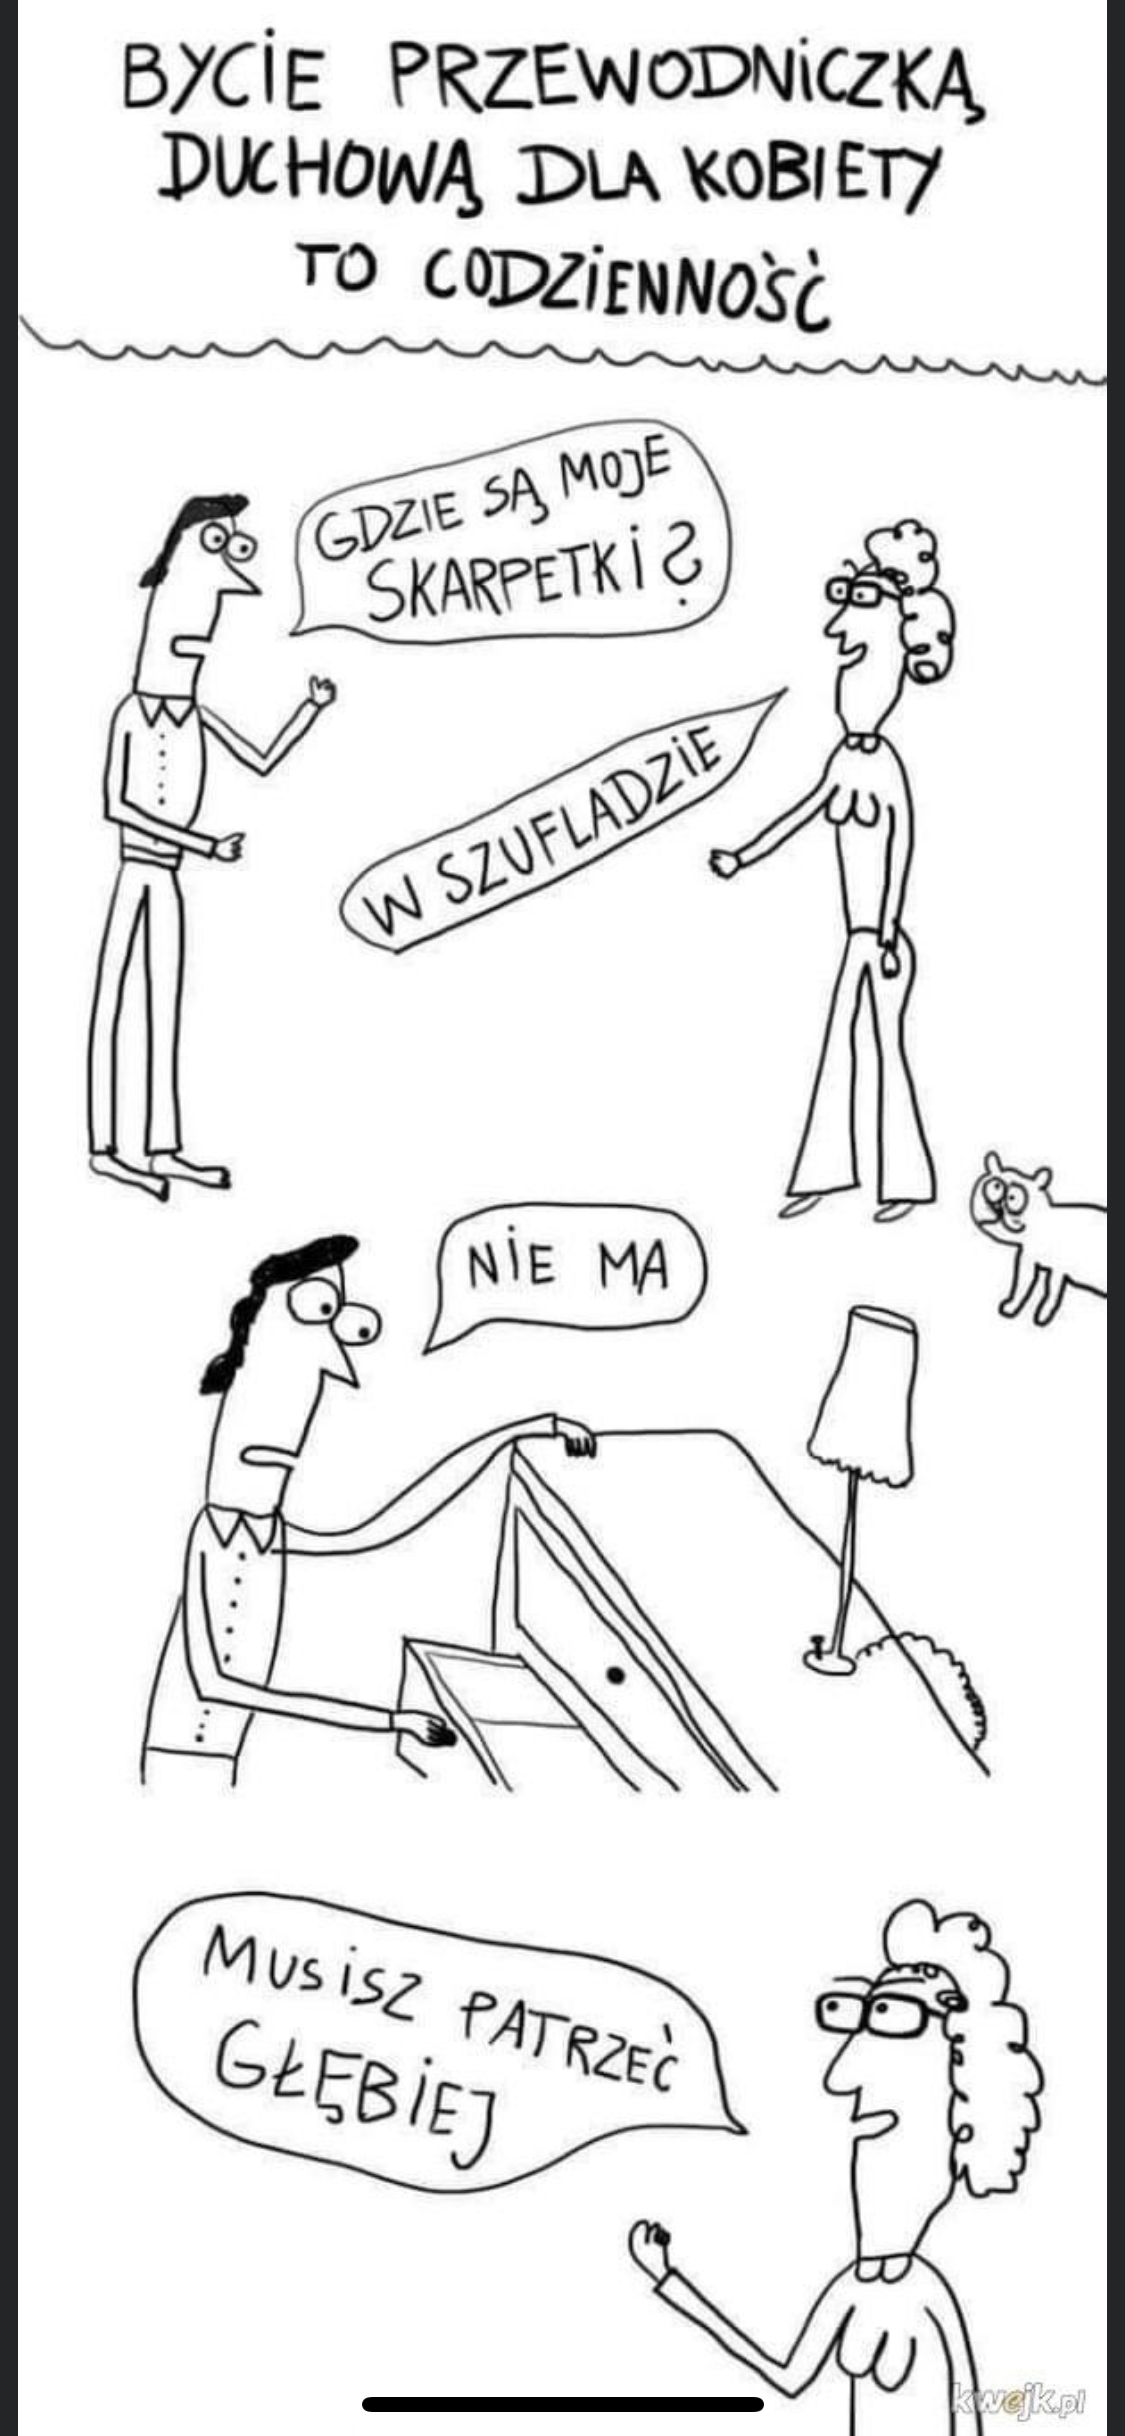 BYCIE PRZEWODNICZKĄ
DUCHOWĄ DLA KOBIETY
TO CODZIENNOŚĆ
GDZIE SĄ MOJE
SKARPETKI?
W SZUFLADZIE
NIE MA
MUSISZ PATRZEĆ
GŁĘBIEJ
kwejk.pl